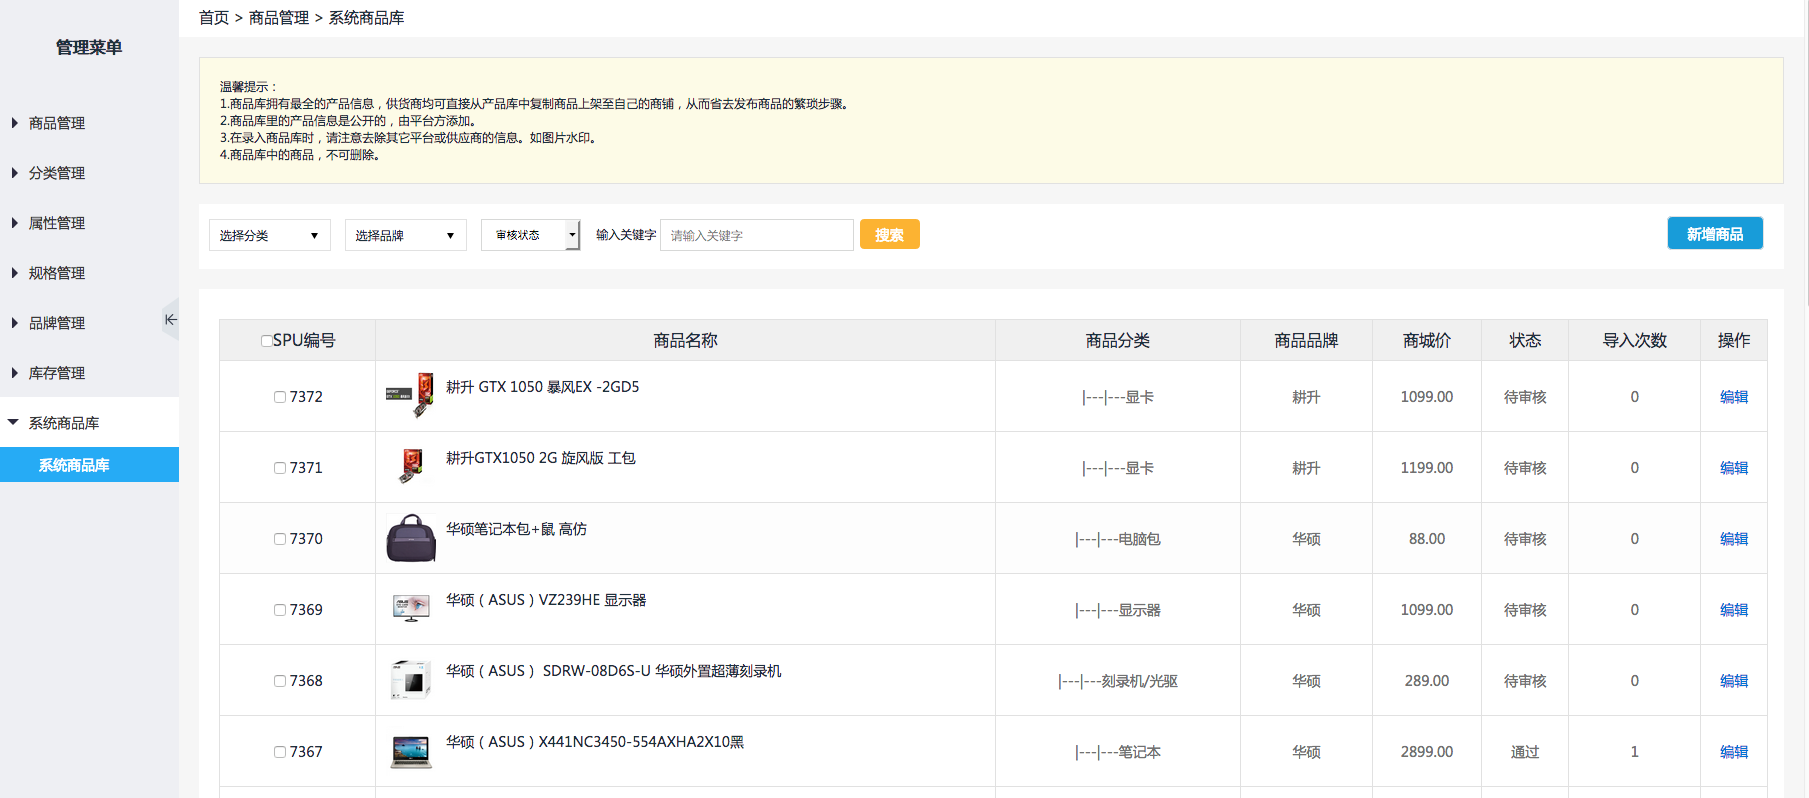 首页 > 商品管理 > 系统商品库
管理菜单
商品管理
分类管理
属性管理
规格管理
品牌管理
库存管理
系统商品库
系统商品库
温馨提示：
1.商品库拥有最全的产品信息，供货商均可直接从产品库中复制商品上架至自己的商铺，从而省去发布商品的繁琐步骤。
2.商品库里的产品信息是公开的，由平台方添加。
3.在录入商品库时，请注意去除其它平台或供应商的信息。如图片水印。
4.商品库中的商品，不可删除。
选择分类 ▼ 选择品牌 ▼ 审核状态 输入关键字 请输入关键字 搜索 新增商品
SPU编号 商品名称 商品分类 商品品牌 商城价 状态 导入次数 操作
7372 耕升 GTX 1050 暴风EX -2GD5 |---|---显卡 耕升 1099.00 待审核 0 编辑
7371 耕升GTX1050 2G 旋风版 工包 |---|---显卡 耕升 1199.00 待审核 0 编辑
7370 华硕笔记本包+鼠 高仿 |---|---电脑包 华硕 88.00 待审核 0 编辑
7369 华硕（ASUS）VZ239HE 显示器 |---|---显示器 华硕 1099.00 待审核 0 编辑
7368 华硕（ASUS） SDRW-08D6S-U 华硕外置超薄刻录机 |---|---刻录机/光驱 华硕 289.00 待审核 0 编辑
7367 华硕（ASUS）X441NC3450-554AXHA2X10黑 |---|---笔记本 华硕 2899.00 通过 1 编辑